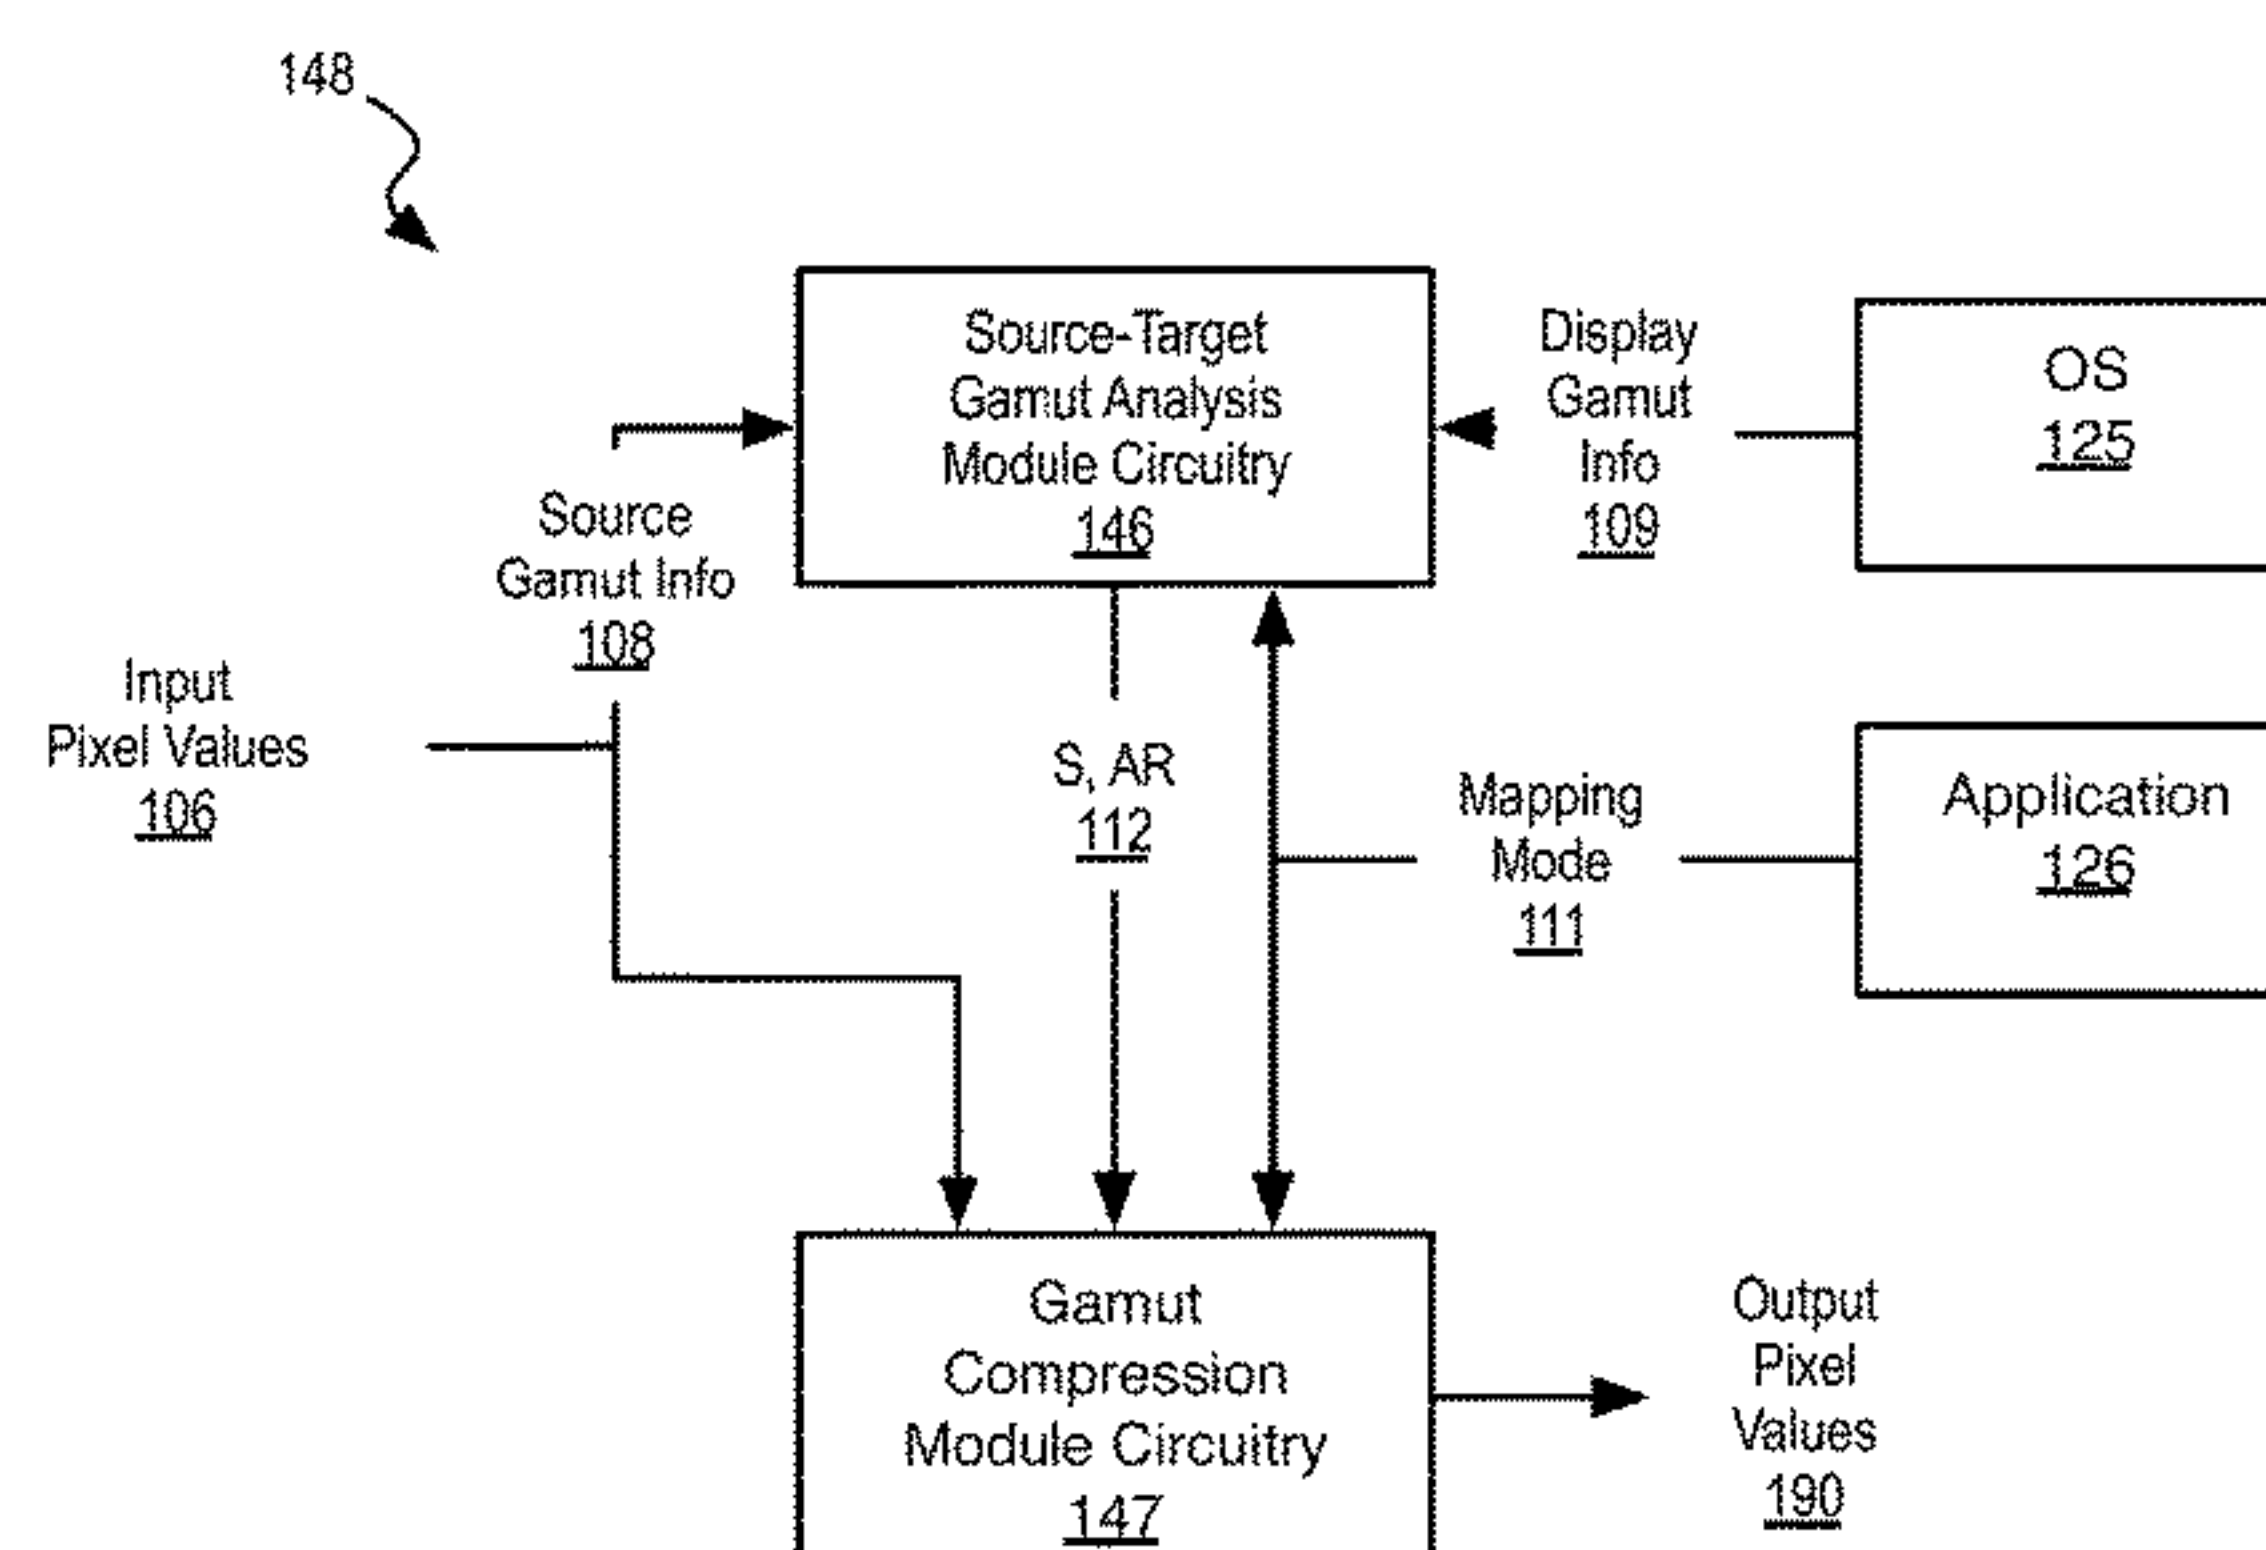 148
Source-Target
Gamut Analysis
Module Circuitry
146
Display
Gamut
Info
109
OS
125
Source
Gamut Info
108
Input
Pixel Values
106
S, AR
112
Mapping
Mode
111
Application
126
Gamut
Compression
Module Circuitry
147
Output
Pixel
Values
190